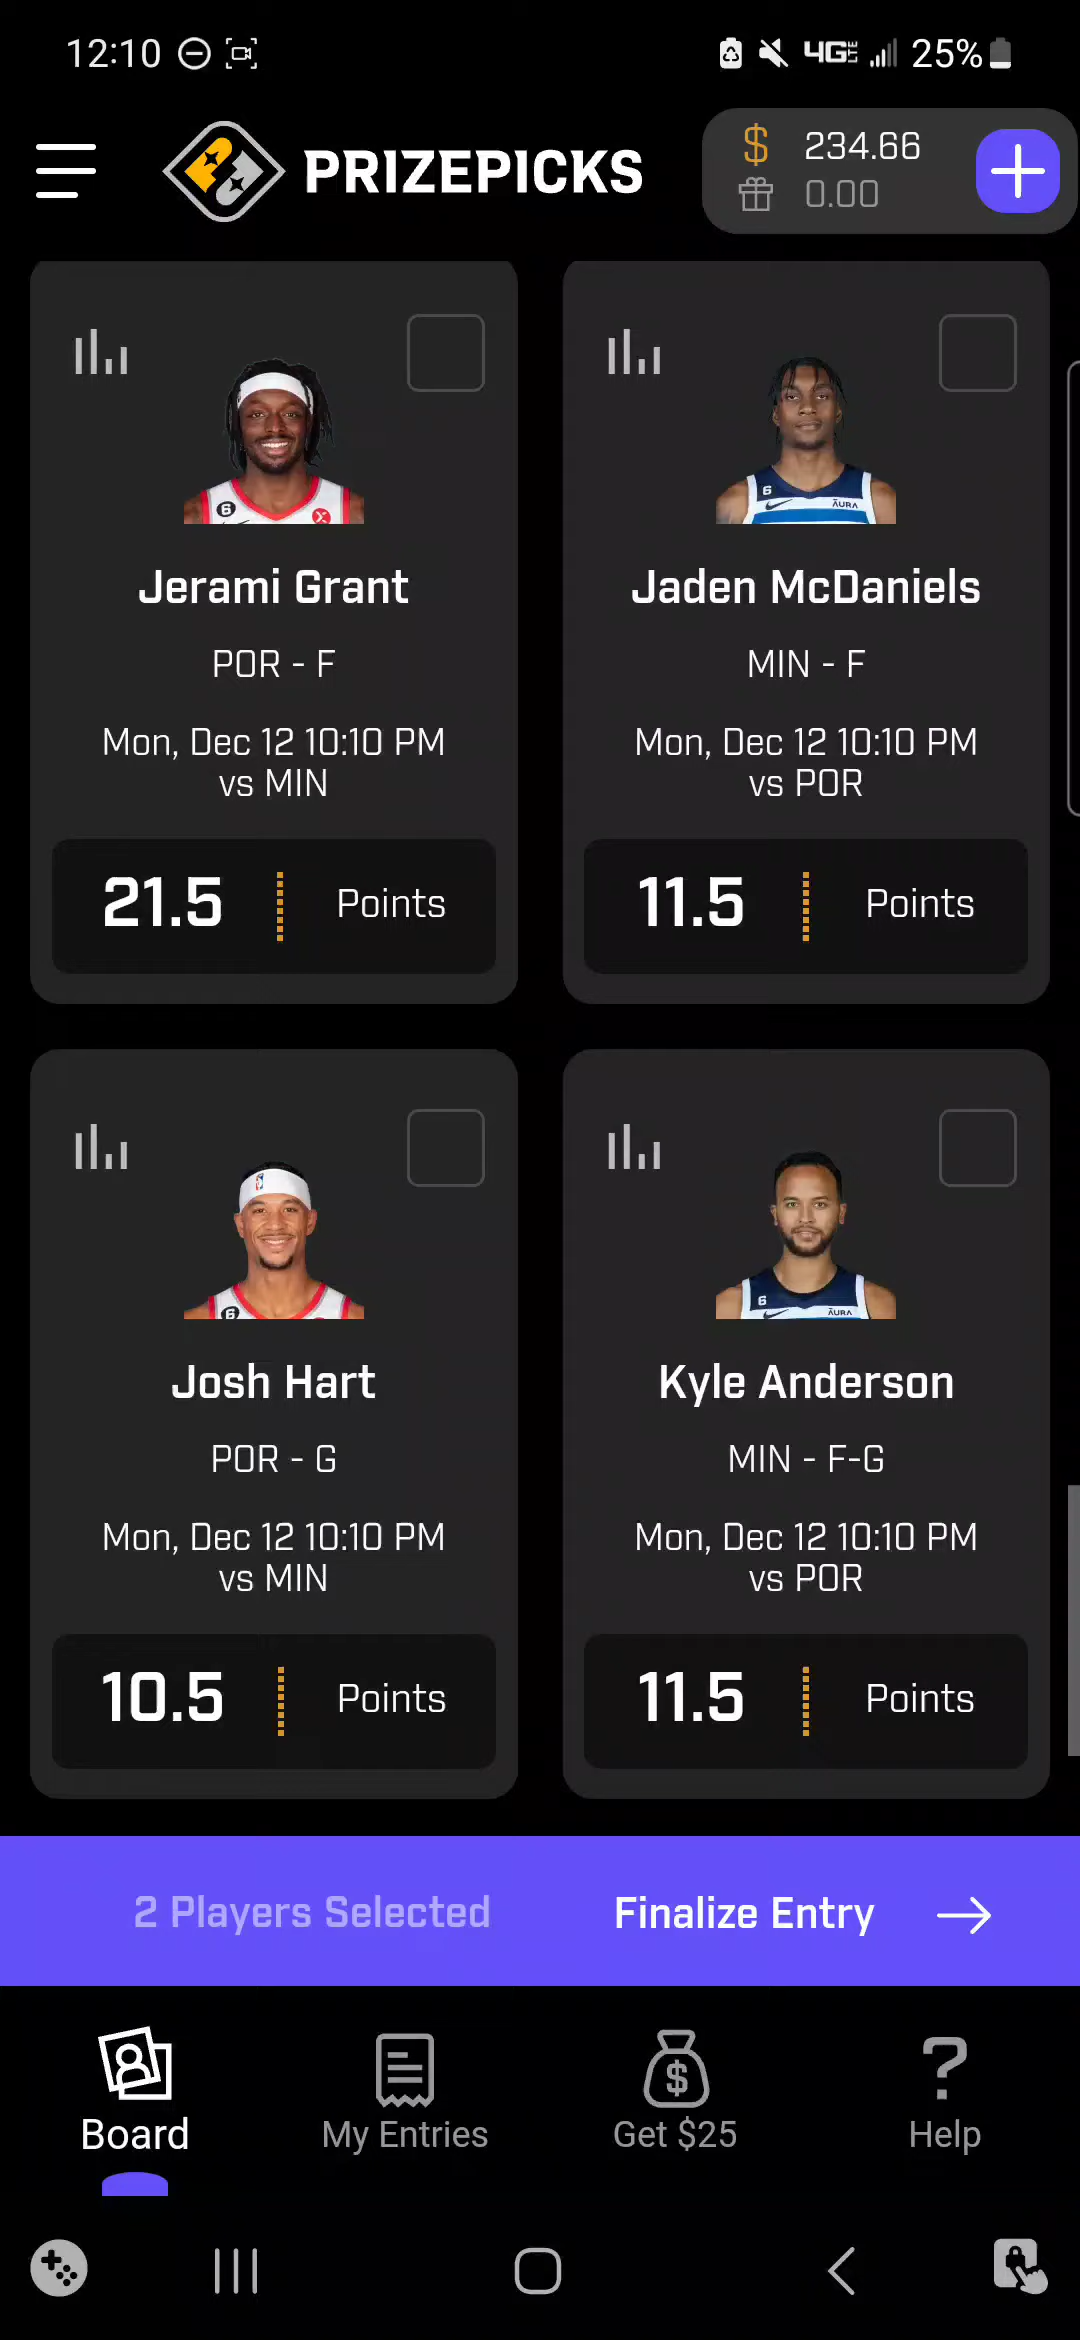 12:10
4G LTE 25%
PRIZEPICKS
$ 234.66
0.00
Jerami Grant
POR - F
Mon, Dec 12 10:10 PM
vs MIN
21.5 Points
Jaden McDaniels
MIN - F
Mon, Dec 12 10:10 PM
vs POR
11.5 Points
Josh Hart
POR - G
Mon, Dec 12 10:10 PM
vs MIN
10.5 Points
Kyle Anderson
MIN - F-G
Mon, Dec 12 10:10 PM
vs POR
11.5 Points
2 Players Selected
Finalize Entry
Board
My Entries
Get $25
Help